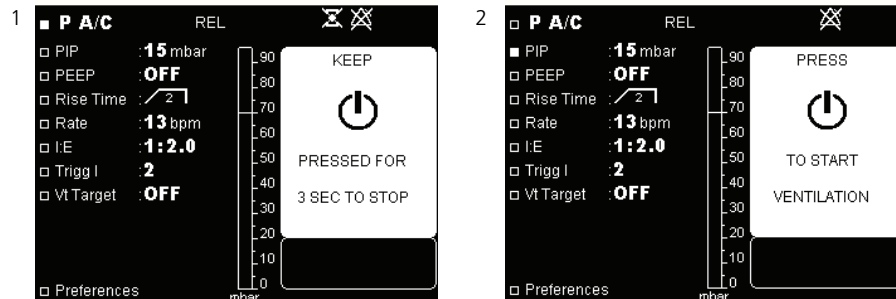 1
P A/C REL
PIP :15 mbar
PEEP :OFF
Rise Time : 2
Rate :13 bpm
I:E :1:2.0
Trigg I :2
Vt Target :OFF
Preferences
90
80
70
60
50
40
30
20
10
0
mbar
KEEP
PRESSED FOR
3 SEC TO STOP
2
P A/C REL
PIP :15 mbar
PEEP :OFF
Rise Time : 2
Rate :13 bpm
I:E :1:2.0
Trigg I :2
Vt Target :OFF
Preferences
90
80
70
60
50
40
30
20
10
0
mbar
PRESS
TO START
VENTILATION